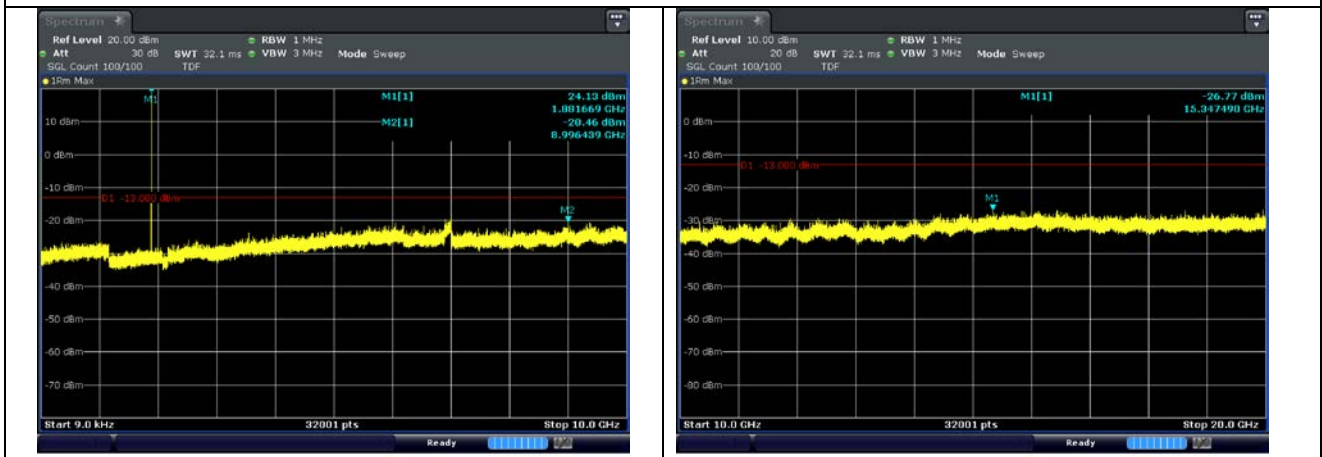 Spectrum
Ref Level 20.00 dBm RBW 1 MHz
Att 30 dB SWT 32.1 ms VBW 3 MHz Mode Sweep
SGL Count 100/100 TDF
1Rm Max
M1 M1[1] 24.13 dBm
1.881669 GHz
10 dBm M2[1] -20.46 dBm
8.996439 GHz
0 dBm
-10 dBm
D1 -13.000 dBm
M2
-20 dBm
-30 dBm
-40 dBm
-50 dBm
-60 dBm
-70 dBm
Start 9.0 kHz 32001 pts Stop 10.0 GHz
Ready
Spectrum
Ref Level 10.00 dBm RBW 1 MHz
Att 20 dB SWT 32.1 ms VBW 3 MHz Mode Sweep
SGL Count 100/100 TDF
1Rm Max
M1[1] -26.77 dBm
15.347490 GHz
0 dBm
-10 dBm
D1 -13.000 dBm
-20 dBm
M1
-30 dBm
-40 dBm
-50 dBm
-60 dBm
-70 dBm
-80 dBm
Start 10.0 GHz 32001 pts Stop 20.0 GHz
Ready